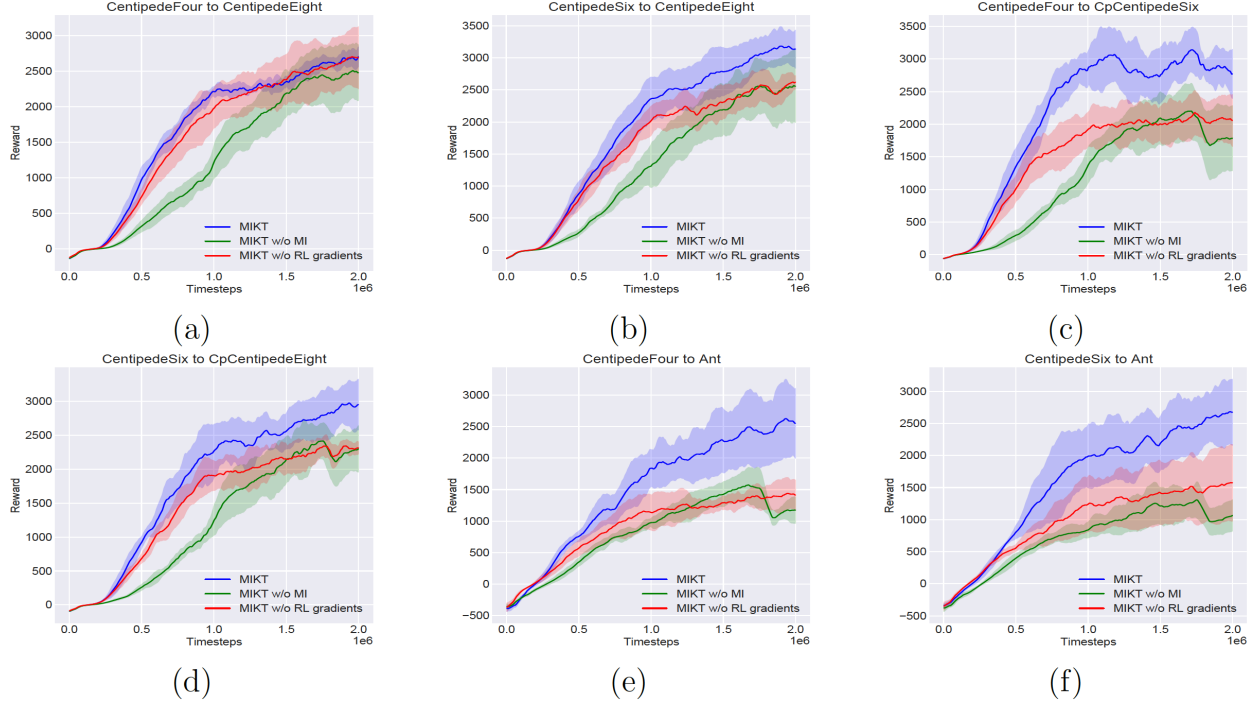 CentipedeFour to CentipedeEight
3000
2500
2000
1500
1000
500
0
Reward
MIKT
MIKT w/o MI
MIKT w/o RL gradients
0.0 0.5 1.0 1.5 2.0
Timesteps
1e6
(a)
CentipedeSix to CentipedeEight
3500
3000
2500
2000
1500
1000
500
0
Reward
MIKT
MIKT w/o MI
MIKT w/o RL gradients
0.0 0.5 1.0 1.5 2.0
Timesteps
1e6
(b)
CentipedeFour to CpCentipedeSix
3500
3000
2500
2000
1500
1000
500
0
Reward
MIKT
MIKT w/o MI
MIKT w/o RL gradients
0.0 0.5 1.0 1.5 2.0
Timesteps
1e6
(c)
CentipedeSix to CpCentipedeEight
3500
3000
2500
2000
1500
1000
500
0
Reward
MIKT
MIKT w/o MI
MIKT w/o RL gradients
0.0 0.5 1.0 1.5 2.0
Timesteps
1e6
(d)
CentipedeFour to Ant
3000
2500
2000
1500
1000
500
0
−500
Reward
MIKT
MIKT w/o MI
MIKT w/o RL gradients
0.0 0.5 1.0 1.5 2.0
Timesteps
1e6
(e)
CentipedeSix to Ant
3000
2500
2000
1500
1000
500
0
−500
Reward
MIKT
MIKT w/o MI
MIKT w/o RL gradients
0.0 0.5 1.0 1.5 2.0
Timesteps
1e6
(f)